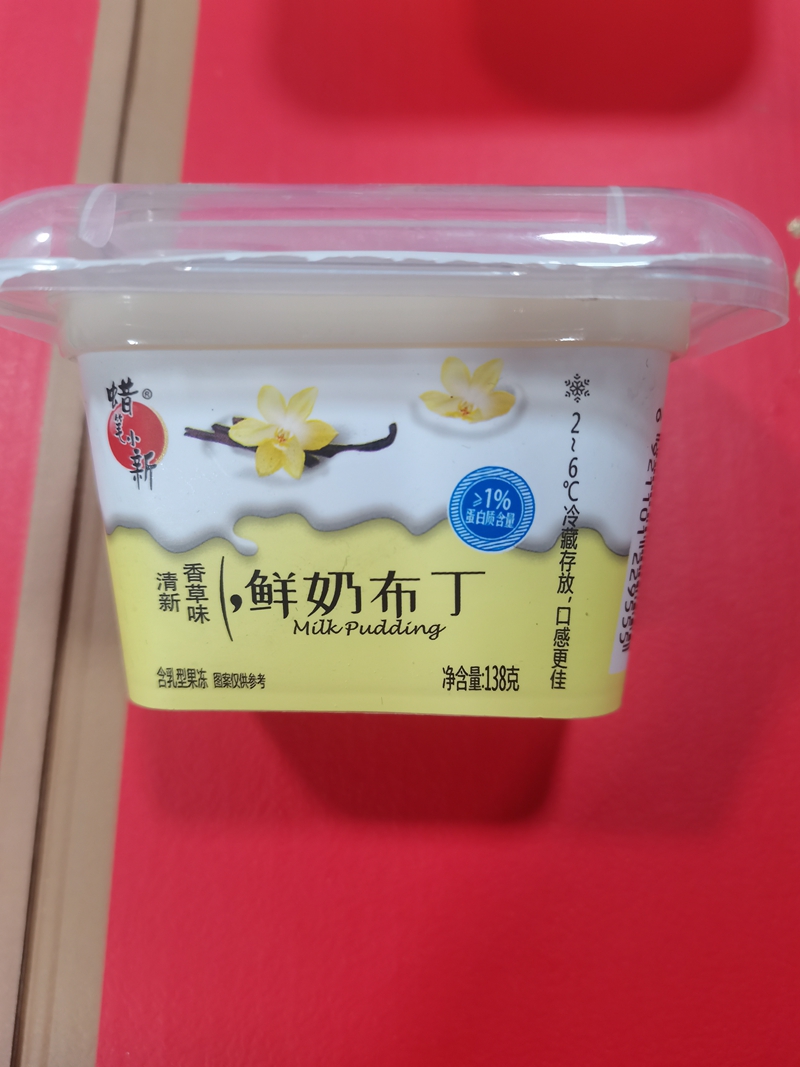 蜡笔小新®
2~6℃冷藏存放,口感更佳
≥1%
蛋白质含量
清新
香草味
鲜奶布丁
Milk Pudding
含乳型果冻 图案仅供参考
净含量:138克